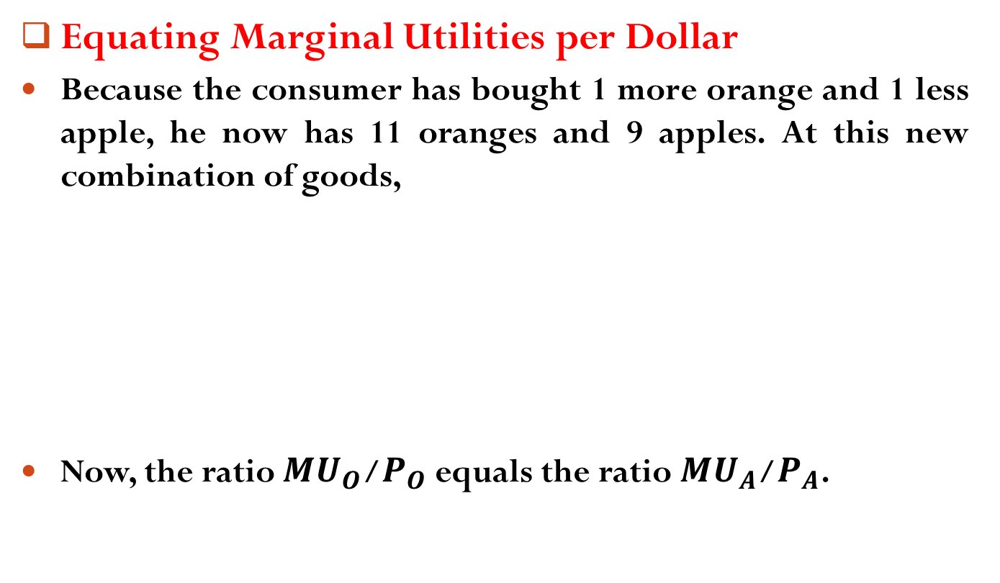 ❑ Equating Marginal Utilities per Dollar
• Because the consumer has bought 1 more orange and 1 less
apple, he now has 11 oranges and 9 apples. At this new
combination of goods,
• Now, the ratio 𝑴𝑼_𝑶/𝑷_𝑶 equals the ratio 𝑴𝑼_𝑨/𝑷_𝑨.